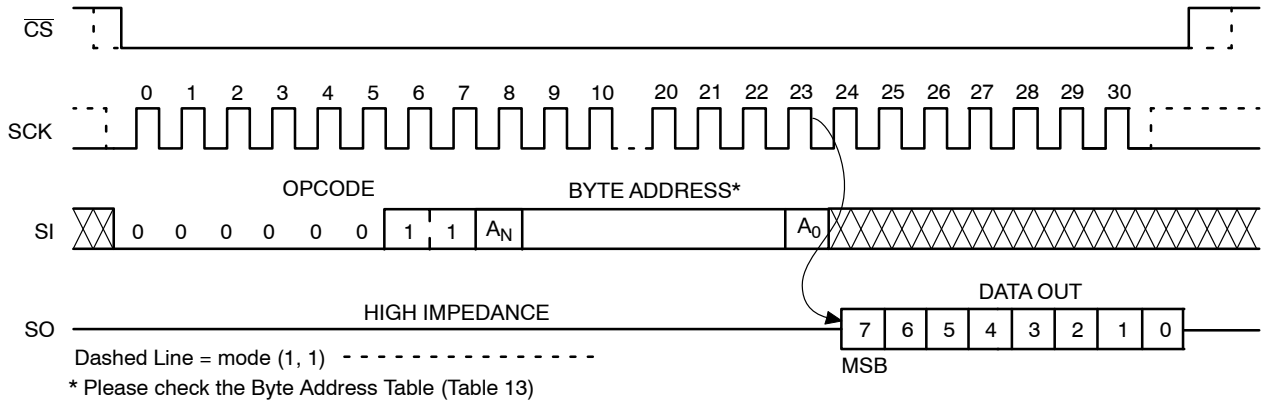 CS
0 1 2 3 4 5 6 7 8 9 10 20 21 22 23 24 25 26 27 28 29 30
SCK
OPCODE BYTE ADDRESS*
SI 0 0 0 0 0 0 1 1 AN A0
DATA OUT
HIGH IMPEDANCE
SO 7 6 5 4 3 2 1 0
Dashed Line = mode (1, 1) - - - - - - - - - - - - - - - -
MSB
* Please check the Byte Address Table (Table 13)